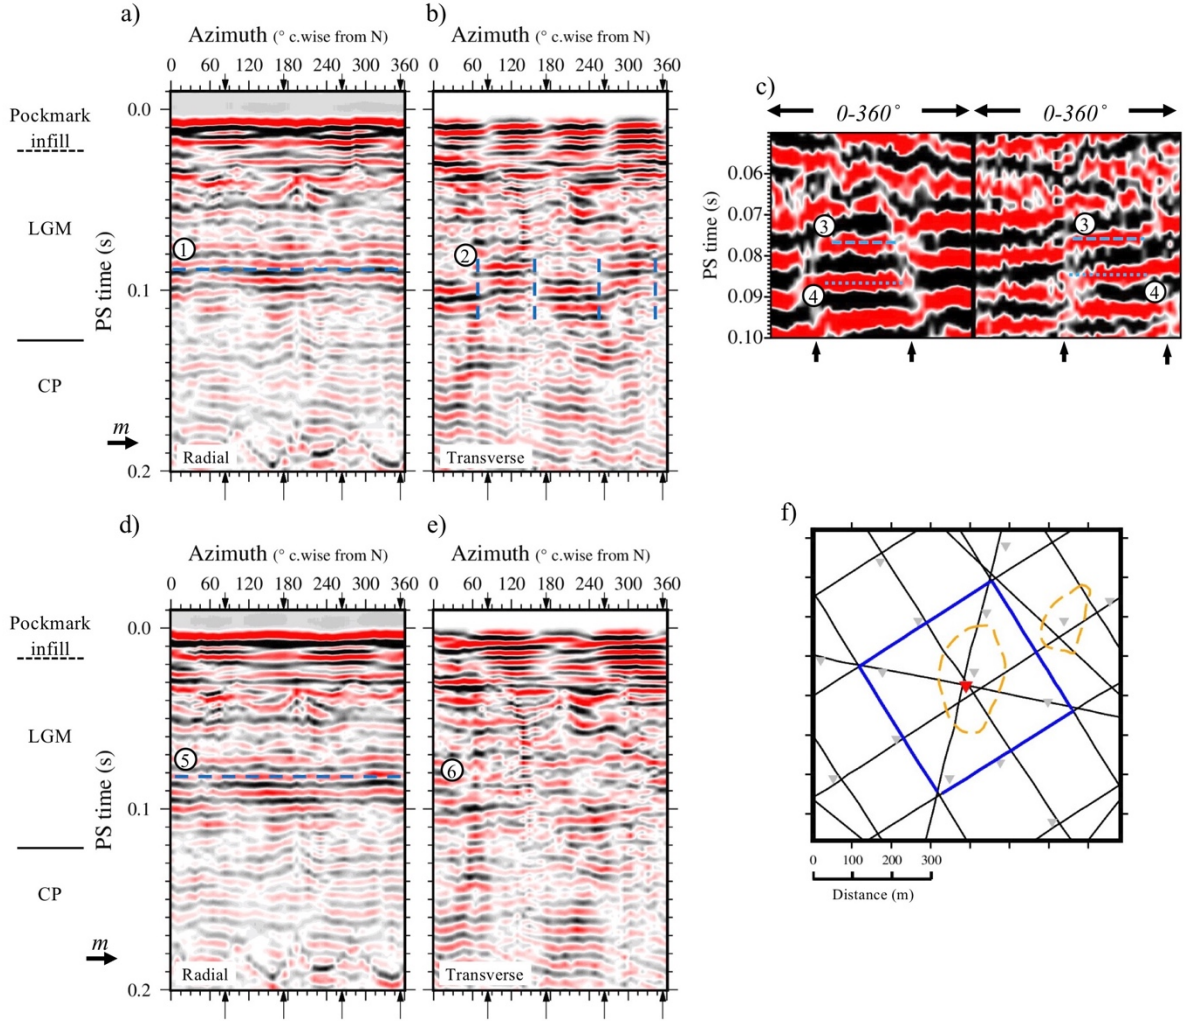 a)
b)
Azimuth (° c.wise from N)
Azimuth (° c.wise from N)
0 60 120 180 240 300 360
0 60 120 180 240 300 360
0.0
Pockmark
infill
LGM
CP
m
PS time (s)
0.1
0.2
1
2
Radial
Transverse
c)
0-360°
0-360°
PS time (s)
0.06
0.07
0.08
0.09
0.10
3
3
4
4
d)
e)
Azimuth (° c.wise from N)
Azimuth (° c.wise from N)
0 60 120 180 240 300 360
0 60 120 180 240 300 360
0.0
Pockmark
infill
LGM
CP
m
PS time (s)
0.1
0.2
5
6
Radial
Transverse
f)
0 100 200 300
Distance (m)